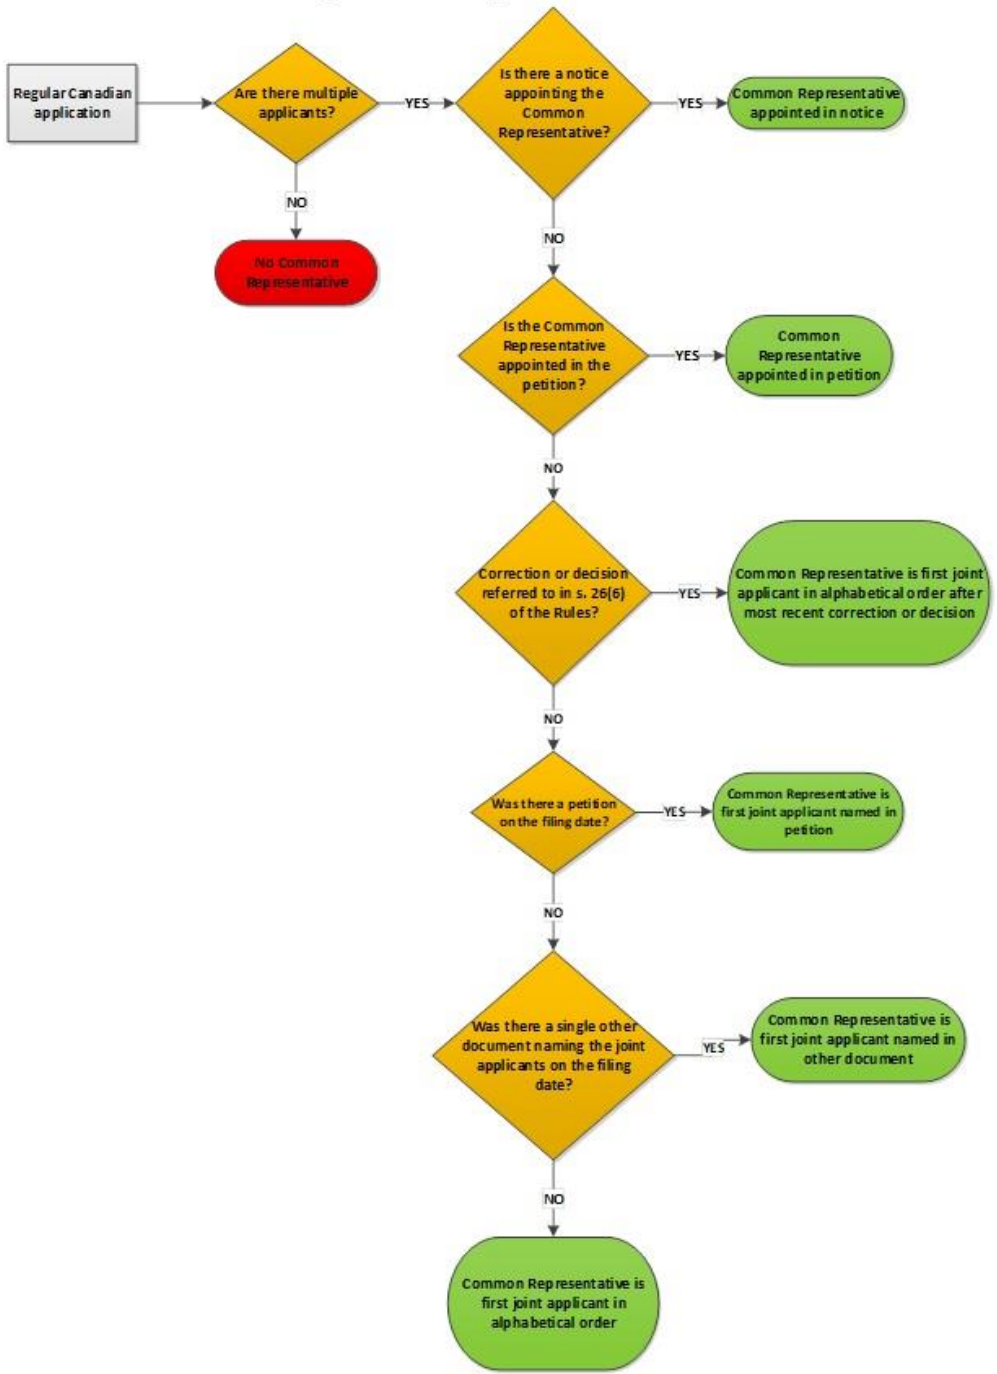 Regular Canadian
application
Are there multiple
applicants?
YES
Is there a notice
appointing the
Common
Representative?
YES
Common Representative
appointed in notice
NO
No Common
Representative
NO
Is the Common
Representative
appointed in the
petition?
YES
Common
Representative
appointed in petition
NO
Correction or decision
referred to in s. 26(6)
of the Rules?
YES
Common Representative is first joint
applicant in alphabetical order after
most recent correction or decision
NO
Was there a petition
on the filing date?
YES
Common Representative is
first joint applicant named in
petition
NO
Was there a single other
document naming the joint
applicants on the filing
date?
YES
Common Representative is
first joint applicant named in
other document
NO
Common Representative is
first joint applicant in
alphabetical order